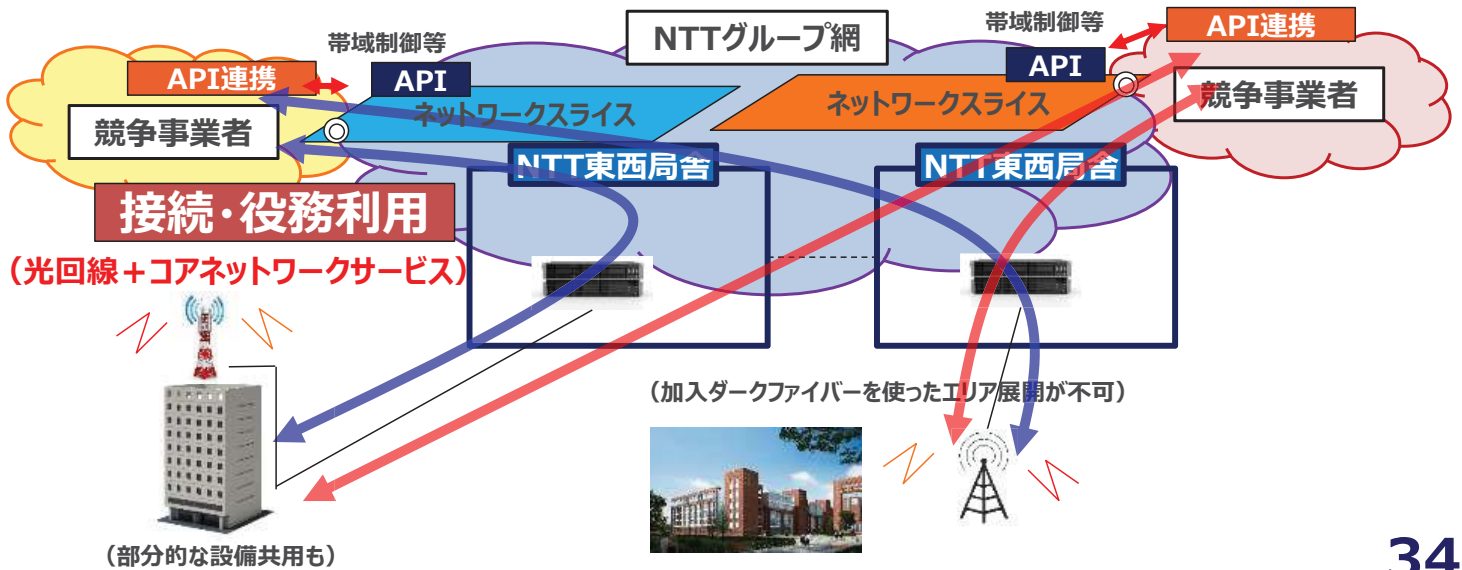 帯域制御等
NTTグループ網
帯域制御等
API連携
API連携
API
API
競争事業者
ネットワークスライス
ネットワークスライス
競争事業者
NTT東西局舎
NTT東西局舎
接続・役務利用
（光回線＋コアネットワークサービス）
（加入ダークファイバーを使ったエリア展開が不可）
（部分的な設備共用も）
34